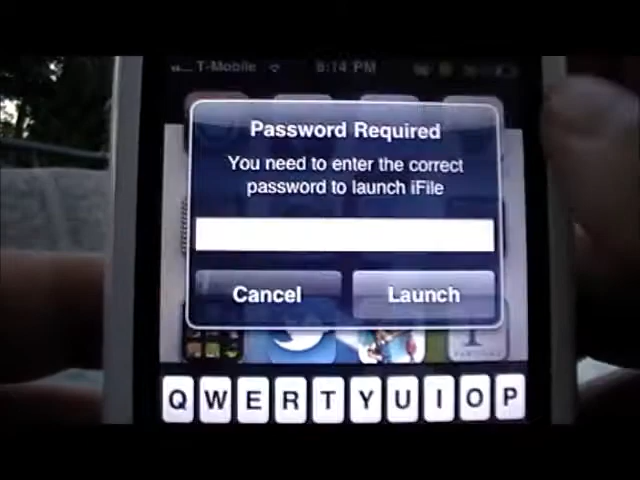 T-Mobile 8:14 PM
Password Required
You need to enter the correct
password to launch iFile
Cancel Launch
Q W E R T Y U I O P